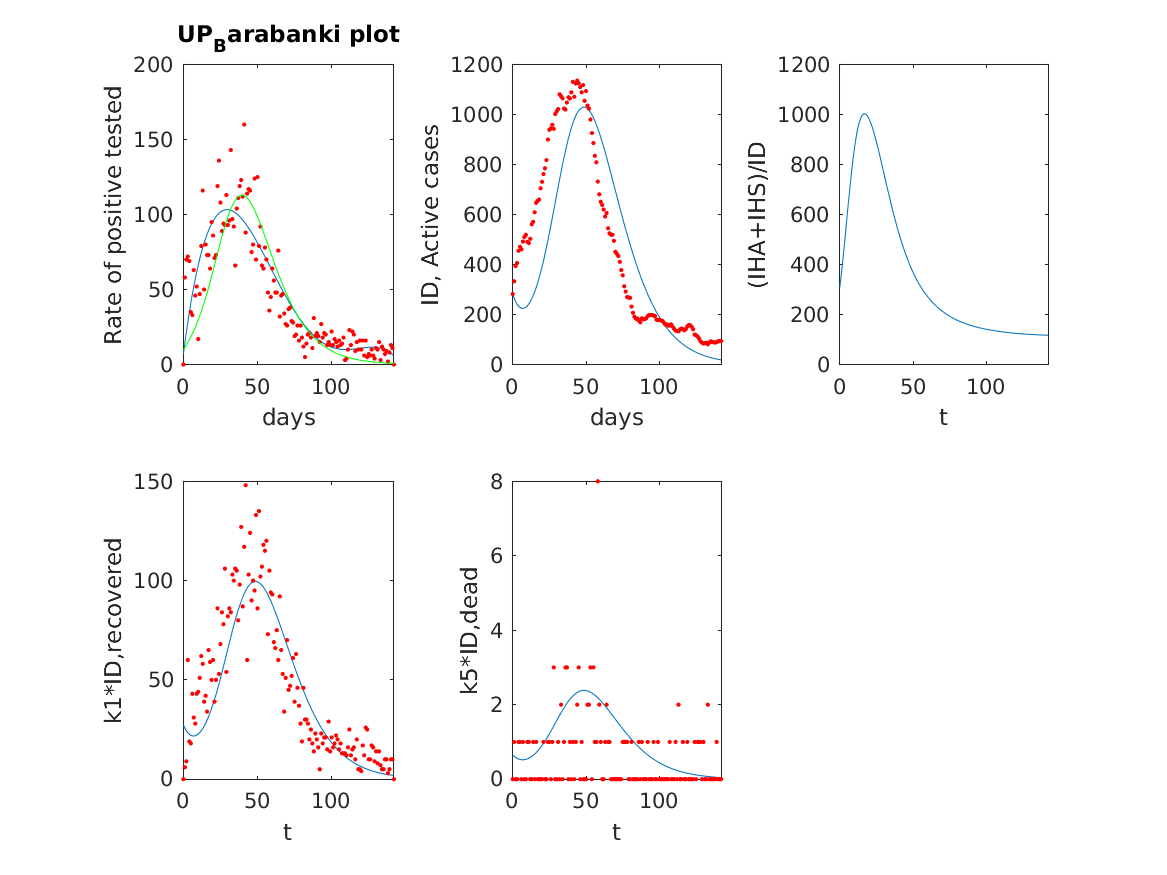 UP_Barabanki plot
200
150
100
50
0
0 50 100
days
Rate of positive tested
1200
1000
800
600
400
200
0
0 50 100
days
ID, Active cases
1200
1000
800
600
400
200
0
0 50 100
t
(IHA+IHS)/ID
150
100
50
0
0 50 100
t
k1*ID,recovered
8
6
4
2
0
0 50 100
t
k5*ID,dead